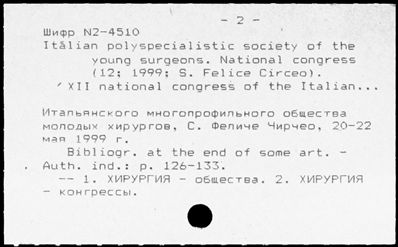 - 2 -
Шифр N2-4510
Italian polyspecialistic society of the
young surgeons. National congress
(12; 1999; S. Felice Circeo).
XII national congress of the Italian...
Итальянского многопрофильного общества
молодых хирургов, С. Феличе Чирчео, 20-22
мая 1999 г.
Bibliogr. at the end of some art. -
Auth. ind.: p. 126-133.
-- 1. ХИРУРГИЯ - общества. 2. ХИРУРГИЯ
- конгрессы.